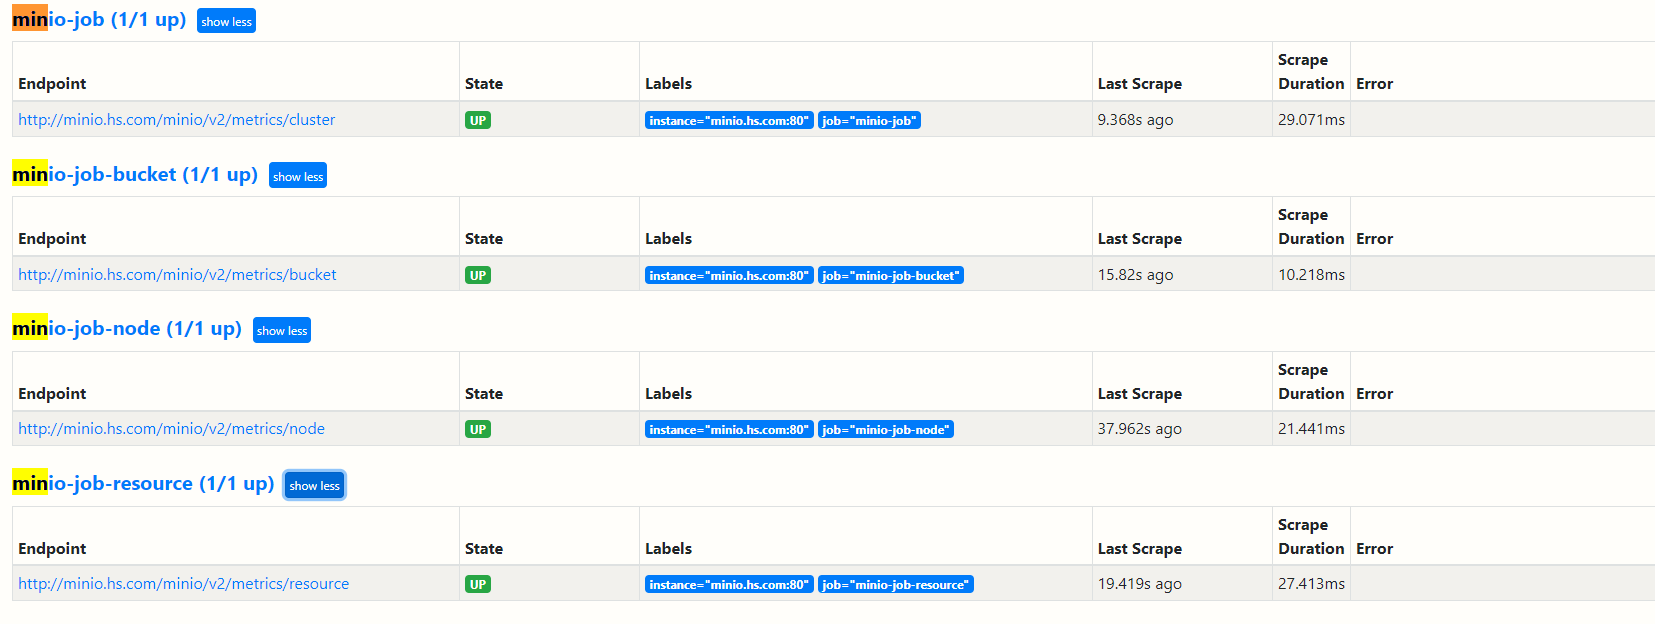 minio-job (1/1 up) show less
Endpoint State Labels Last Scrape Scrape Duration Error
http://minio.hs.com/minio/v2/metrics/cluster UP instance="minio.hs.com:80" job="minio-job" 9.368s ago 29.071ms
minio-job-bucket (1/1 up) show less
Endpoint State Labels Last Scrape Scrape Duration Error
http://minio.hs.com/minio/v2/metrics/bucket UP instance="minio.hs.com:80" job="minio-job-bucket" 15.82s ago 10.218ms
minio-job-node (1/1 up) show less
Endpoint State Labels Last Scrape Scrape Duration Error
http://minio.hs.com/minio/v2/metrics/node UP instance="minio.hs.com:80" job="minio-job-node" 37.962s ago 21.441ms
minio-job-resource (1/1 up) show less
Endpoint State Labels Last Scrape Scrape Duration Error
http://minio.hs.com/minio/v2/metrics/resource UP instance="minio.hs.com:80" job="minio-job-resource" 19.419s ago 27.413ms